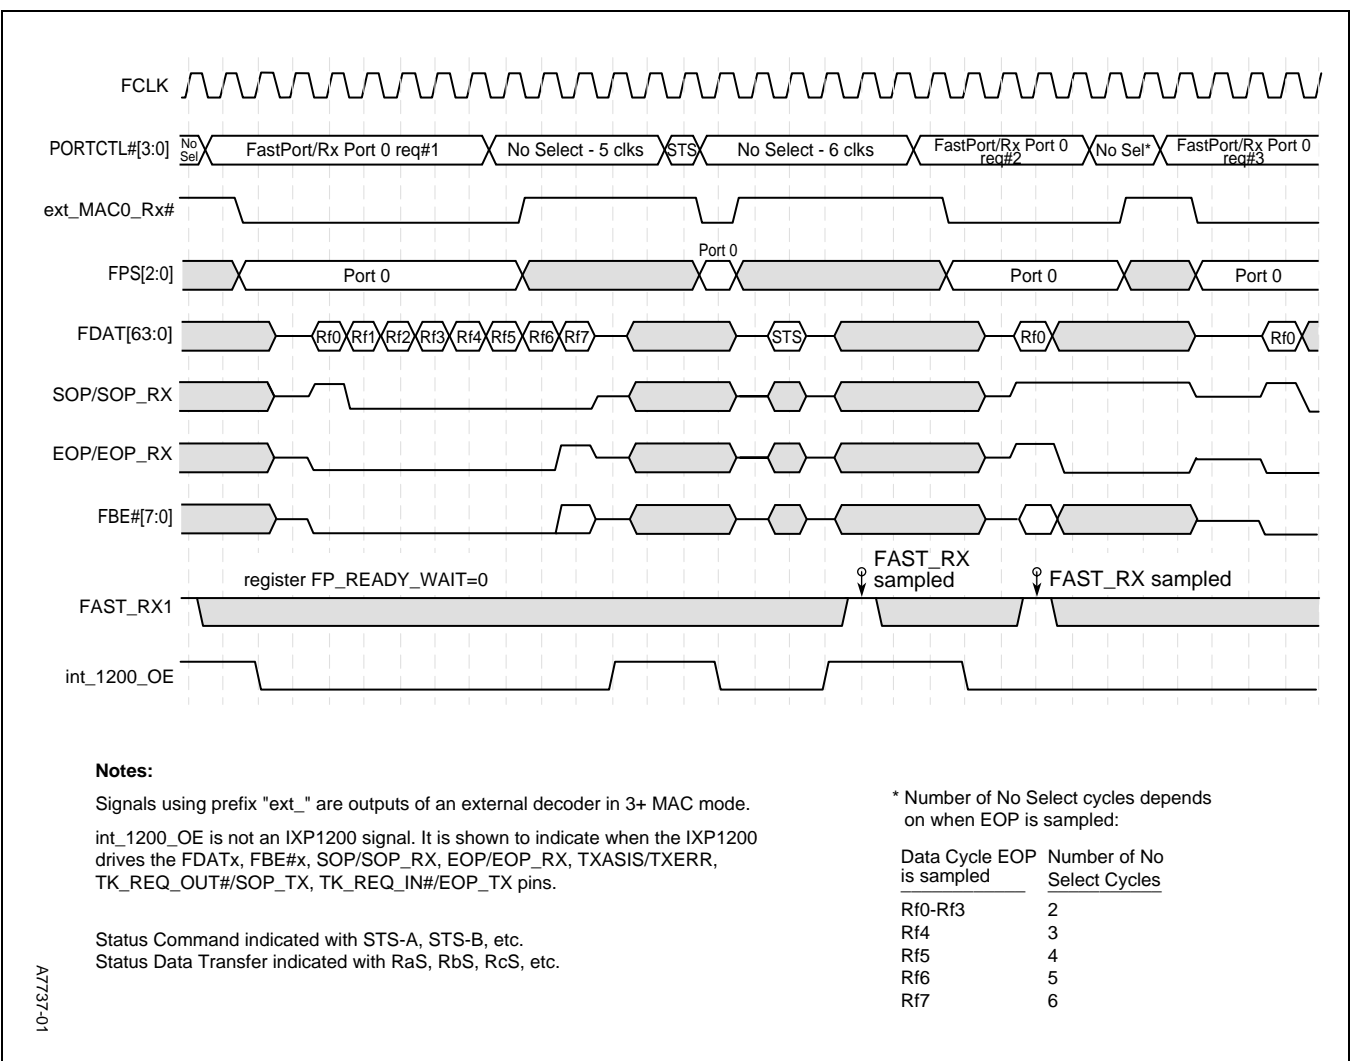 FCLK
PORTCTL#[3:0]
No
Sel
FastPort/Rx Port 0 req#1
No Select - 5 clks
STS
No Select - 6 clks
FastPort/Rx Port 0
req#2
No Sel*
FastPort/Rx Port 0
req#3
ext_MAC0_Rx#
FPS[2:0]
Port 0
Port 0
Port 0
Port 0
FDAT[63:0]
Rf0
Rf1
Rf2
Rf3
Rf4
Rf5
Rf6
Rf7
STS
Rf0
Rf0
SOP/SOP_RX
EOP/EOP_RX
FBE#[7:0]
register FP_READY_WAIT=0
FAST_RX
sampled
FAST_RX sampled
FAST_RX1
int_1200_OE
Notes:
Signals using prefix "ext_" are outputs of an external decoder in 3+ MAC mode.
int_1200_OE is not an IXP1200 signal. It is shown to indicate when the IXP1200
drives the FDATx, FBE#x, SOP/SOP_RX, EOP/EOP_RX, TXASIS/TXERR,
TK_REQ_OUT#/SOP_TX, TK_REQ_IN#/EOP_TX pins.
Status Command indicated with STS-A, STS-B, etc.
Status Data Transfer indicated with RaS, RbS, RcS, etc.
* Number of No Select cycles depends
on when EOP is sampled:
Data Cycle EOP Number of No
is sampled Select Cycles
Rf0-Rf3 2
Rf4 3
Rf5 4
Rf6 5
Rf7 6
A7737-01